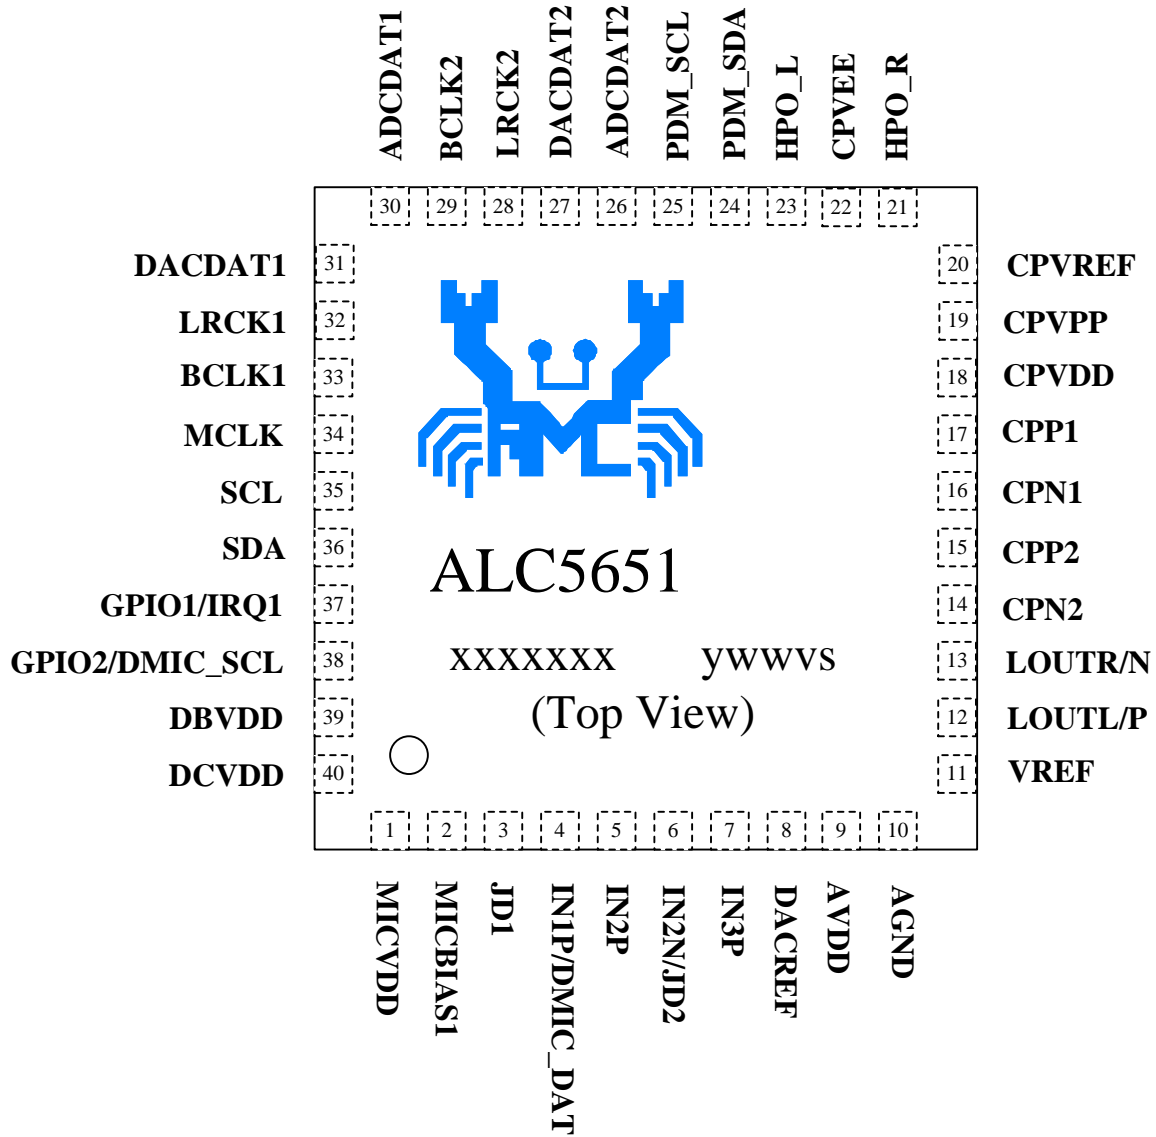 ADCDAT1
BCLK2
LRCK2
DACDAT2
ADCDAT2
PDM_SCL
PDM_SDA
HPO_L
CPVEE
HPO_R
30 29 28 27 26 25 24 23 22 21
DACDAT1 31
LRCK1 32
BCLK1 33
MCLK 34
SCL 35
SDA 36
GPIO1/IRQ1 37
GPIO2/DMIC_SCL 38
DBVDD 39
DCVDD 40
20 CPVREF
19 CPVPP
18 CPVDD
17 CPP1
16 CPN1
15 CPP2
14 CPN2
13 LOUTR/N
12 LOUTL/P
11 VREF
ALC5651
xxxxxxx ywwvs
(Top View)
1 2 3 4 5 6 7 8 9 10
MICVDD
MICBIAS1
JD1
IN1P/DMIC_DAT
IN2P
IN2N/JD2
IN3P
DACREF
AVDD
AGND